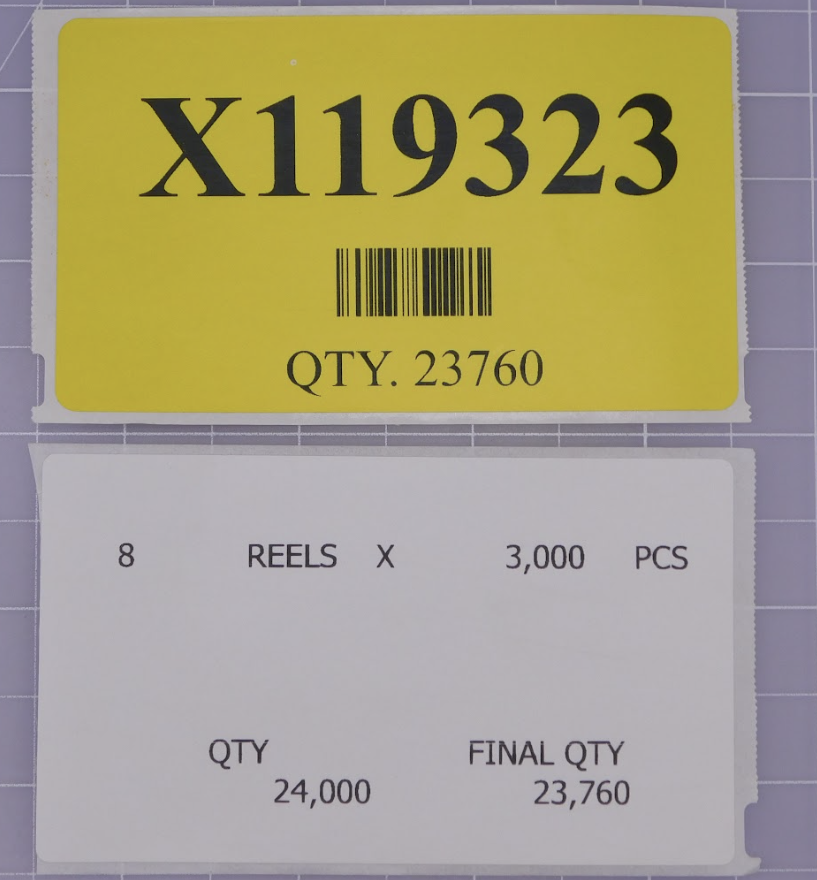 X119323
QTY. 23760
8 REELS X 3,000 PCS
QTY FINAL QTY
24,000 23,760